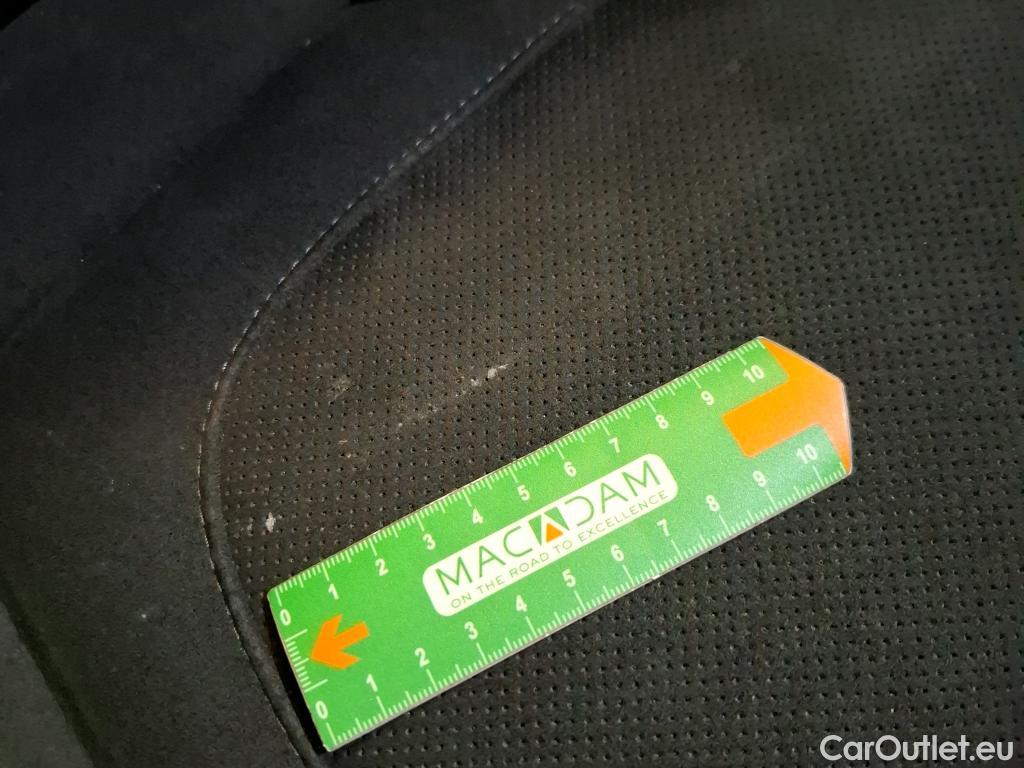 0 1 2 3 4 5 6 7 8 9 10
MACADAM
ON THE ROAD TO EXCELLENCE
0 1 2 3 4 5 6 7 8 9 10
CarOutlet.eu